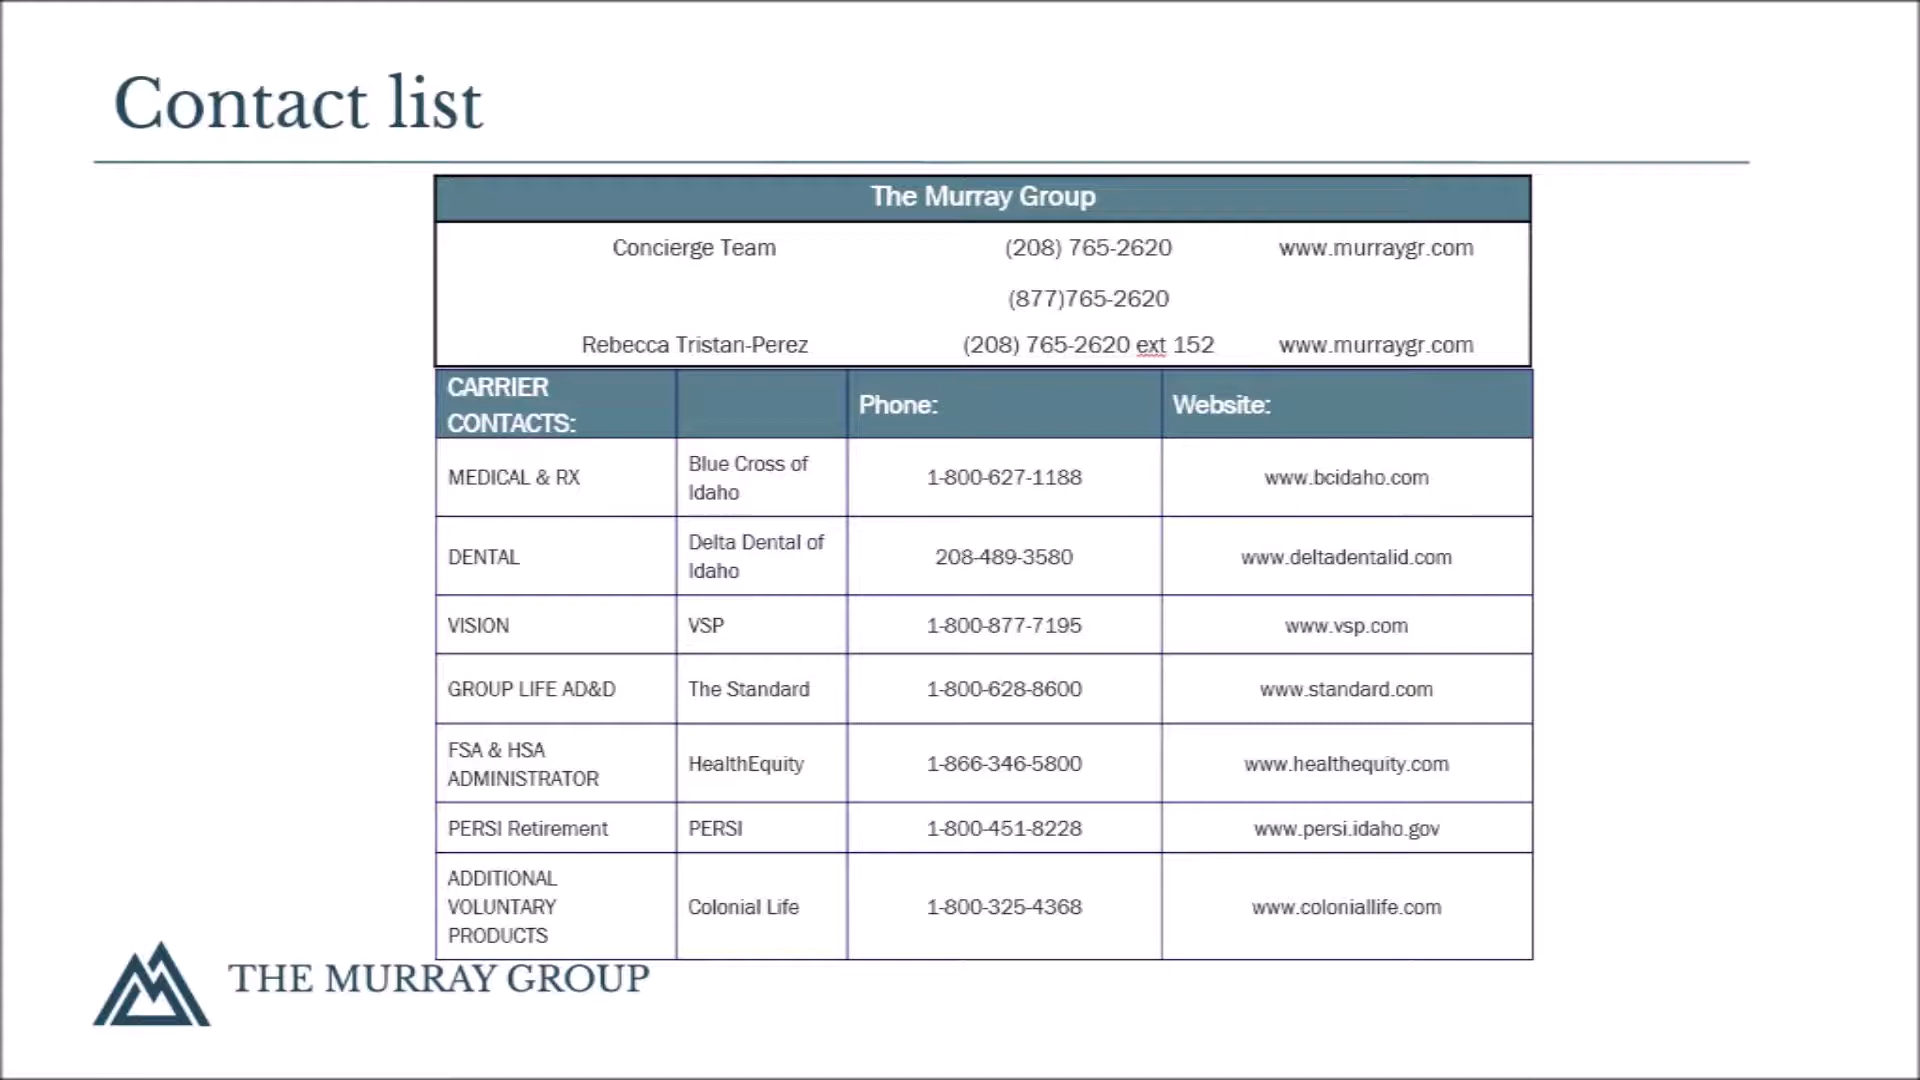 Contact list
The Murray Group
Concierge Team (208) 765-2620 www.murraygr.com
(877)765-2620
Rebecca Tristan-Perez (208) 765-2620 ext 152 www.murraygr.com
CARRIER
CONTACTS:
Phone: Website:
MEDICAL & RX
Blue Cross of
Idaho
1-800-627-1188 www.bcidaho.com
DENTAL
Delta Dental of
Idaho
208-489-3580 www.deltadentalid.com
VISION VSP 1-800-877-7195 www.vsp.com
GROUP LIFE AD&D The Standard 1-800-628-8600 www.standard.com
FSA & HSA
ADMINISTRATOR
HealthEquity 1-866-346-5800 www.healthequity.com
PERSI Retirement PERSI 1-800-451-8228 www.persi.idaho.gov
ADDITIONAL
VOLUNTARY
PRODUCTS
Colonial Life 1-800-325-4368 www.coloniallife.com
THE MURRAY GROUP